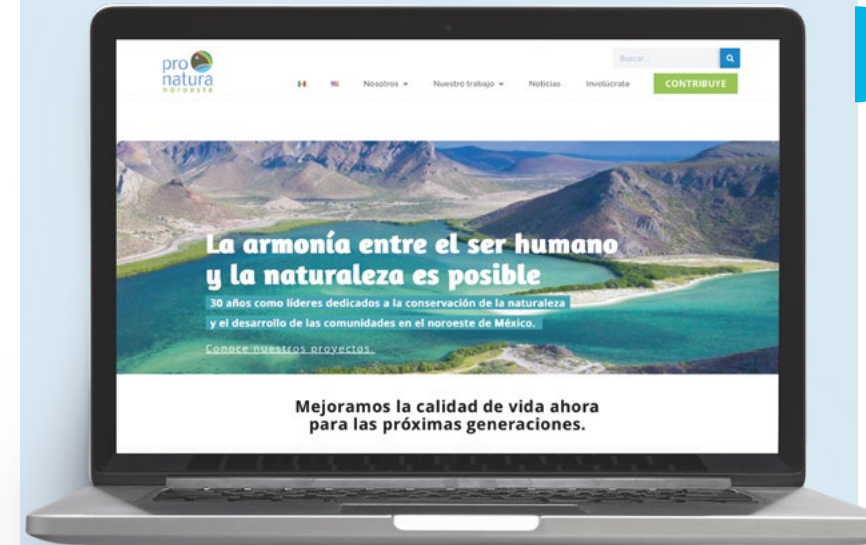 pro
natura
noroeste
Buscar...
Nosotros
Nuestro trabajo
Noticias
Involúcrate
CONTRIBUYE
La armonía entre el ser humano
y la naturaleza es posible
30 años como líderes dedicados a la conservación de la naturaleza
y el desarrollo de las comunidades en el noroeste de México.
Conoce nuestros proyectos.
Mejoramos la calidad de vida ahora
para las próximas generaciones.